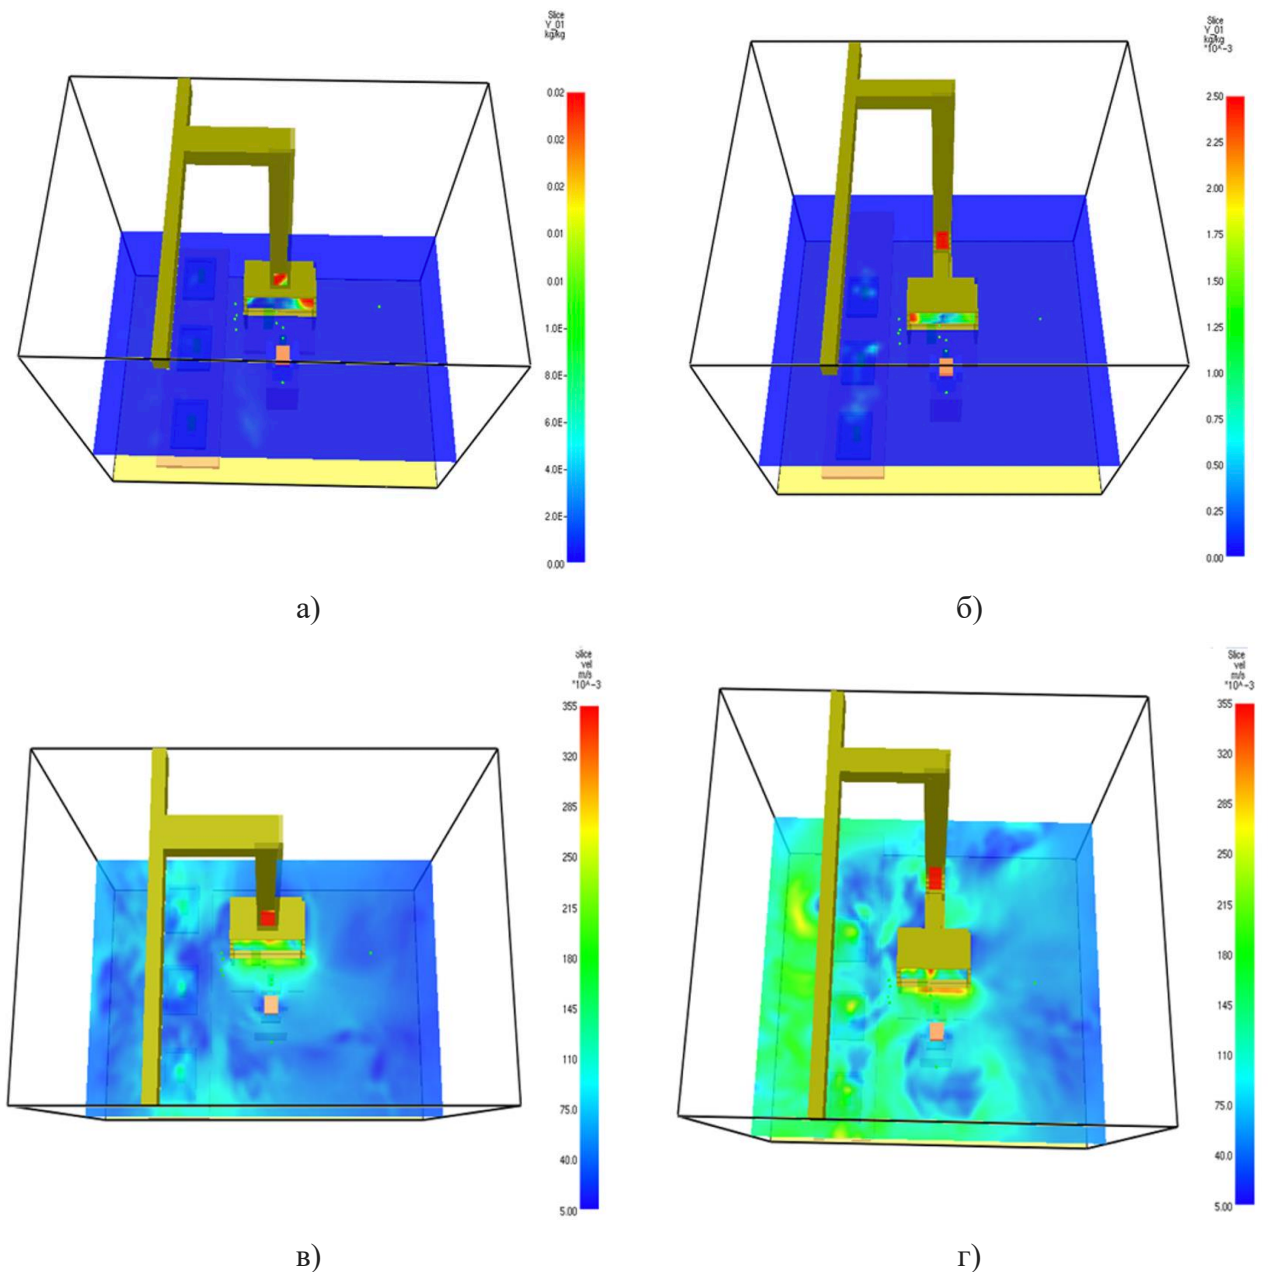 Slice
Y_01
kg/kg
0.02
0.02
0.02
0.01
0.01
1.0E-
8.0E-
6.0E-
4.0E-
2.0E-
0.00
а)
Slice
Y_01
kg/kg
*10^-3
2.50
2.00
1.75
1.50
1.25
1.00
0.75
0.50
0.25
0.00
б)
Slice
vel
m/s
*10^-3
355
320
285
250
215
180
145
110
75.0
40.0
5.00
в)
Slice
vel
m/s
*10^-3
355
320
285
250
215
180
145
110
75.0
40.0
5.00
г)